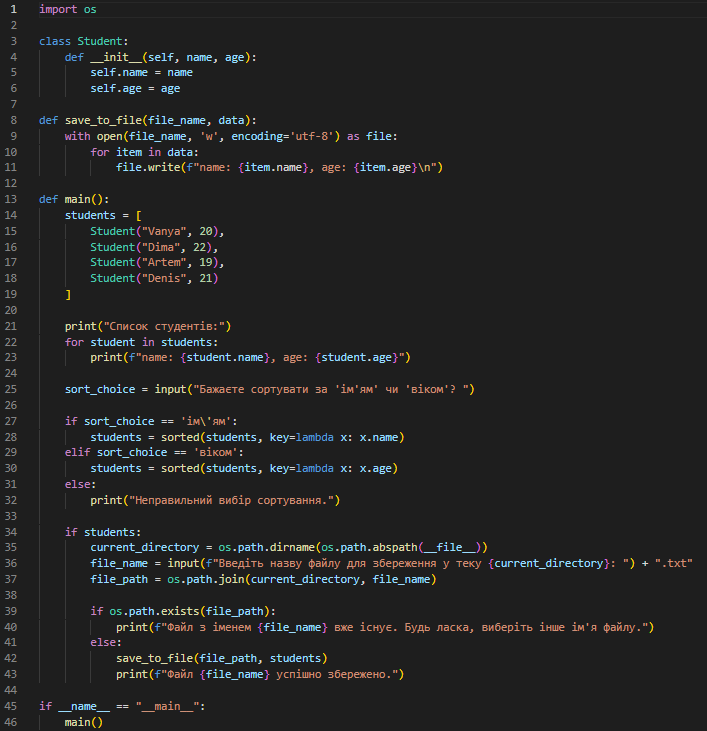 1 import os
2
3 class Student:
4     def __init__(self, name, age):
5         self.name = name
6         self.age = age
7
8 def save_to_file(file_name, data):
9     with open(file_name, 'w', encoding='utf-8') as file:
10         for item in data:
11             file.write(f"name: {item.name}, age: {item.age}\n")
12
13 def main():
14     students = [
15         Student("Vanya", 20),
16         Student("Dima", 22),
17         Student("Artem", 19),
18         Student("Denis", 21)
19     ]
20
21     print("Список студентів:")
22     for student in students:
23         print(f"name: {student.name}, age: {student.age}")
24
25     sort_choice = input("Бажаєте сортувати за 'ім'ям' чи 'віком'? ")
26
27     if sort_choice == 'ім\'ям':
28         students = sorted(students, key=lambda x: x.name)
29     elif sort_choice == 'віком':
30         students = sorted(students, key=lambda x: x.age)
31     else:
32         print("Неправильний вибір сортування.")
33
34     if students:
35         current_directory = os.path.dirname(os.path.abspath(__file__))
36         file_name = input(f"Введіть назву файлу для збереження у теку {current_directory}: ") + ".txt"
37         file_path = os.path.join(current_directory, file_name)
38
39         if os.path.exists(file_path):
40             print(f"Файл з іменем {file_name} вже існує. Будь ласка, виберіть інше ім'я файлу.")
41         else:
42             save_to_file(file_path, students)
43             print(f"Файл {file_name} успішно збережено.")
44
45 if __name__ == "__main__":
46     main()